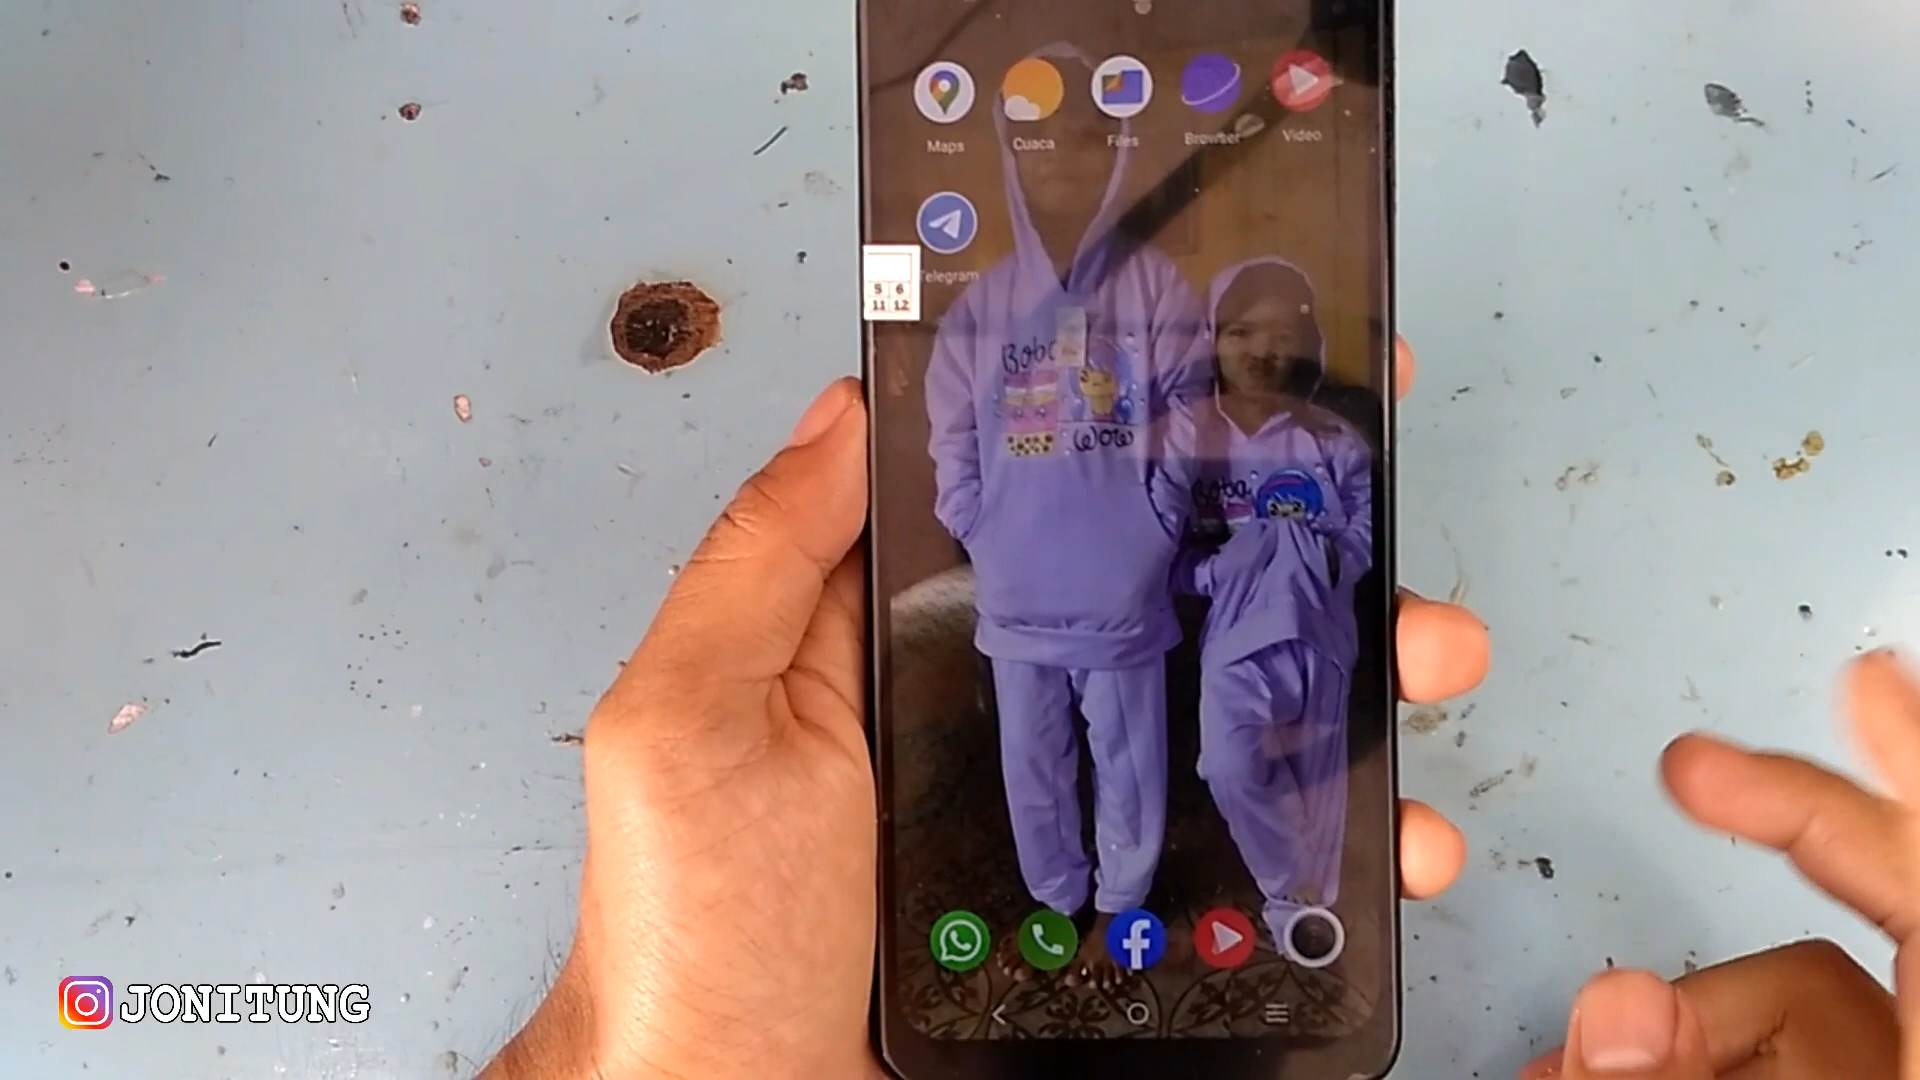 Maps Cuaca Files Browser Video
Telegram
5 6
11 12
Boba
Wow
Boba
JONITUNG